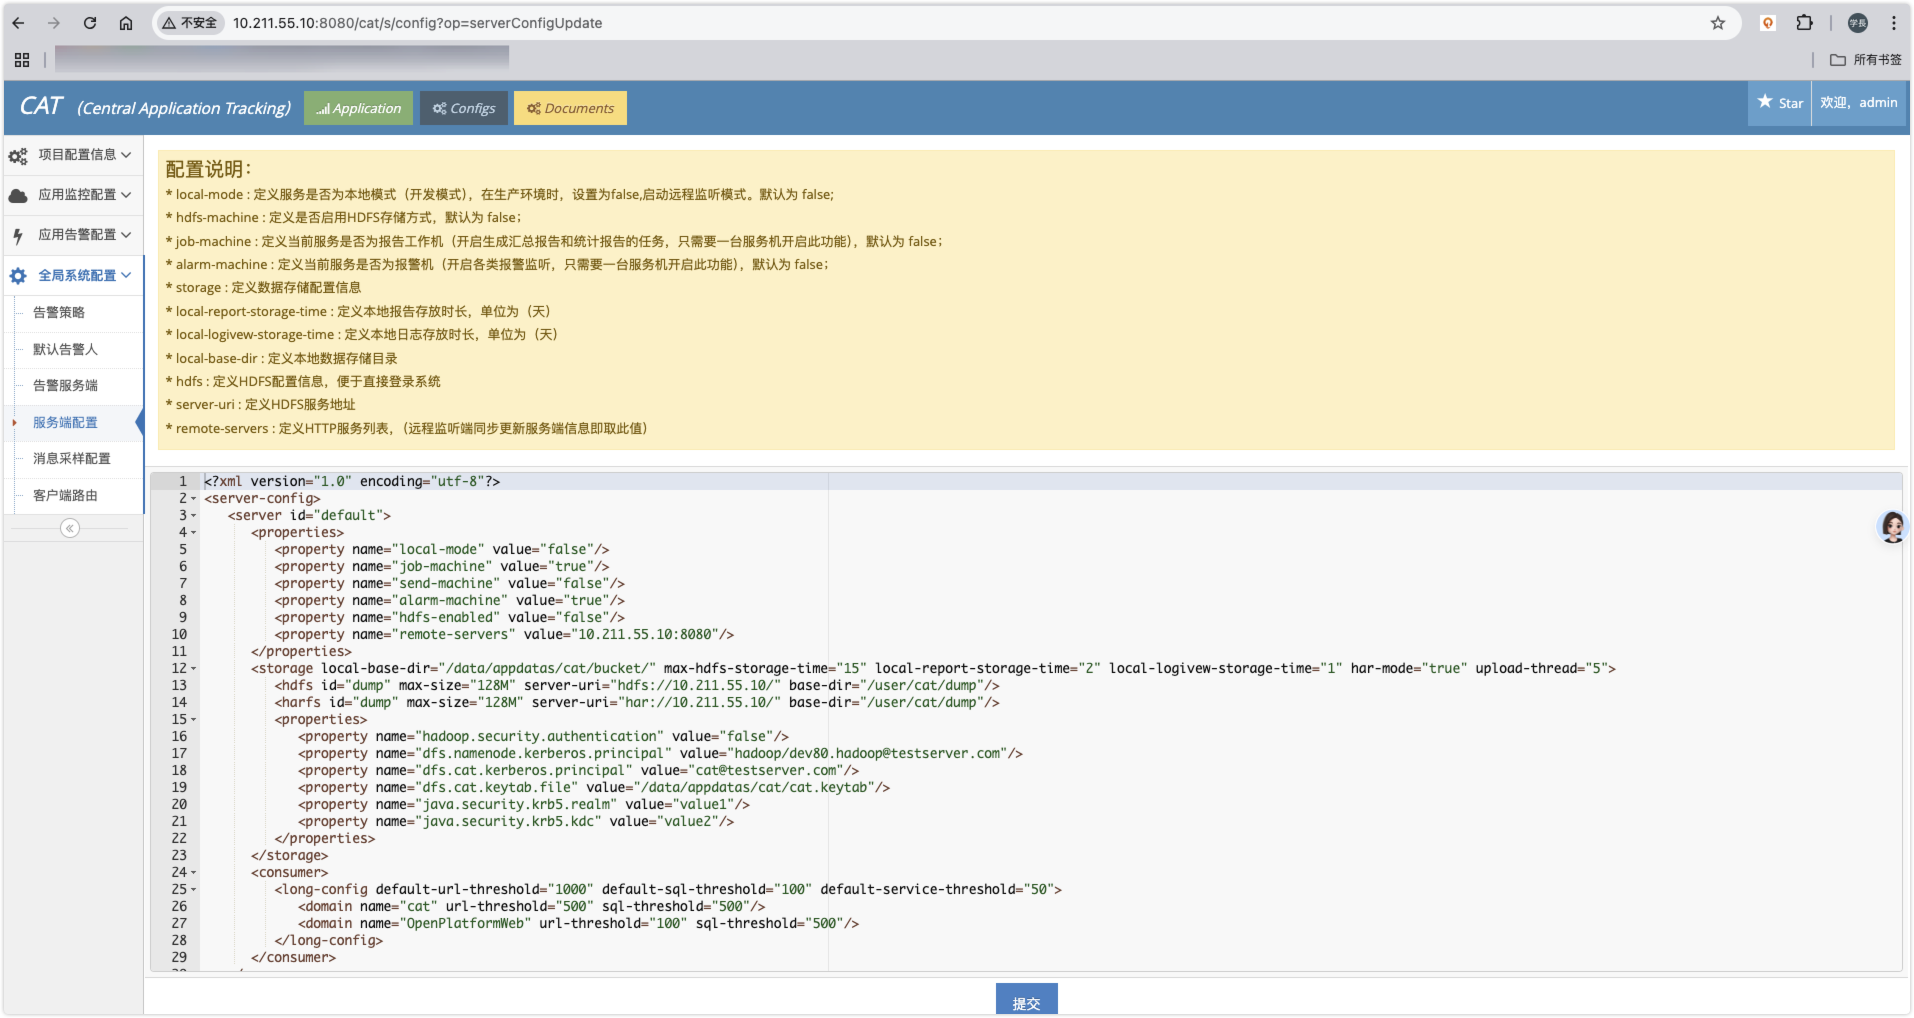 不安全
10.211.55.10:8080/cat/s/config?op=serverConfigUpdate
学長
所有书签
CAT (Central Application Tracking)
Application
Configs
Documents
Star
欢迎，admin
项目配置信息
应用监控配置
应用告警配置
全局系统配置
告警策略
默认告警人
告警服务端
服务端配置
消息采样配置
客户端路由
配置说明：
* local-mode : 定义服务是否为本地模式（开发模式），在生产环境时，设置为false,启动远程监听模式。默认为 false;
* hdfs-machine : 定义是否启用HDFS存储方式，默认为 false；
* job-machine : 定义当前服务是否为报告工作机（开启生成汇总报告和统计报告的任务，只需要一台服务机开启此功能），默认为 false；
* alarm-machine : 定义当前服务是否为报警机（开启各类报警监听，只需要一台服务机开启此功能），默认为 false；
* storage : 定义数据存储配置信息
* local-report-storage-time : 定义本地报告存放时长，单位为（天）
* local-logivew-storage-time : 定义本地日志存放时长，单位为（天）
* local-base-dir : 定义本地数据存储目录
* hdfs : 定义HDFS配置信息，便于直接登录系统
* server-uri : 定义HDFS服务地址
* remote-servers : 定义HTTP服务列表，（远程监听端同步更新服务端信息即取此值）
1 <?xml version="1.0" encoding="utf-8"?>
2 <server-config>
3 <server id="default">
4 <properties>
5 <property name="local-mode" value="false"/>
6 <property name="job-machine" value="true"/>
7 <property name="send-machine" value="false"/>
8 <property name="alarm-machine" value="true"/>
9 <property name="hdfs-enabled" value="false"/>
10 <property name="remote-servers" value="10.211.55.10:8080"/>
11 </properties>
12 <storage local-base-dir="/data/appdatas/cat/bucket/" max-hdfs-storage-time="15" local-report-storage-time="2" local-logivew-storage-time="1" har-mode="true" upload-thread="5">
13 <hdfs id="dump" max-size="128M" server-uri="hdfs://10.211.55.10/" base-dir="/user/cat/dump"/>
14 <harfs id="dump" max-size="128M" server-uri="har://10.211.55.10/" base-dir="/user/cat/dump"/>
15 <properties>
16 <property name="hadoop.security.authentication" value="false"/>
17 <property name="dfs.namenode.kerberos.principal" value="hadoop/dev80.hadoop@testserver.com"/>
18 <property name="dfs.cat.kerberos.principal" value="cat@testserver.com"/>
19 <property name="dfs.cat.keytab.file" value="/data/appdatas/cat/cat.keytab"/>
20 <property name="java.security.krb5.realm" value="value1"/>
21 <property name="java.security.krb5.kdc" value="value2"/>
22 </properties>
23 </storage>
24 <consumer>
25 <long-config default-url-threshold="1000" default-sql-threshold="100" default-service-threshold="50">
26 <domain name="cat" url-threshold="500" sql-threshold="500"/>
27 <domain name="OpenPlatformWeb" url-threshold="100" sql-threshold="500"/>
28 </long-config>
29 </consumer>
提交